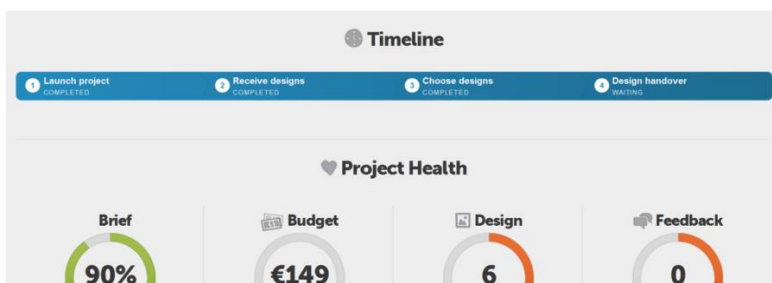 Timeline
1 Launch project
COMPLETED
2 Receive designs
COMPLETED
3 Choose designs
COMPLETED
4 Design handover
WAITING
Project Health
Brief
90%
Budget
€149
Design
6
Feedback
0